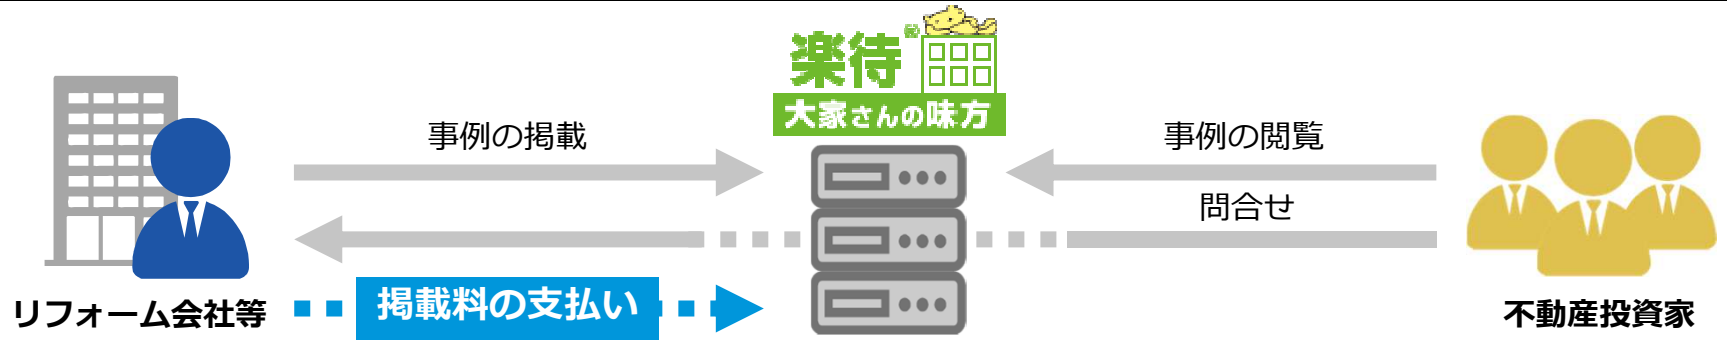 楽待
大家さんの味方
事例の掲載
事例の閲覧
問合せ
掲載料の支払い
リフォーム会社等
不動産投資家